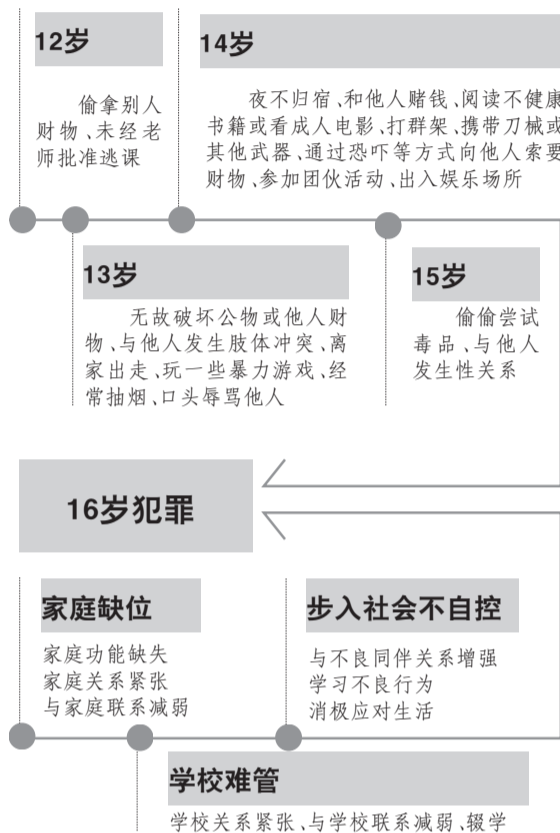 12岁
偷拿别人
财物、未经老
师批准逃课
14岁
夜不归宿、和他人赌钱、阅读不健康
书籍或看成人电影、打群架、携带刀械或
其他武器、通过恐吓等方式向他人索要
财物、参加团伙活动、出入娱乐场所
13岁
无故破坏公物或他人财
物、与他人发生肢体冲突、离
家出走、玩一些暴力游戏、经
常抽烟、口头辱骂他人
15岁
偷偷尝试
毒品、与他人
发生性关系
16岁犯罪
家庭缺位
家庭功能缺失
家庭关系紧张
与家庭联系减弱
步入社会不自控
与不良同伴关系增强
学习不良行为
消极应对生活
学校难管
学校关系紧张、与学校联系减弱、辍学